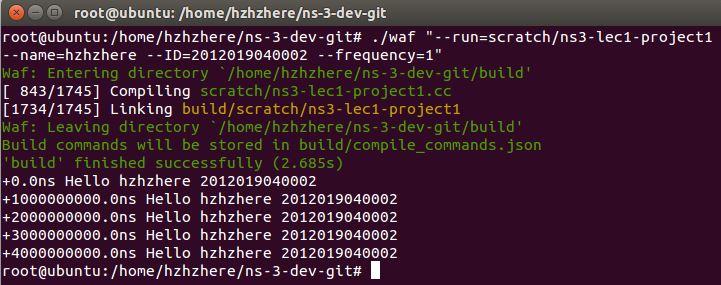 root@ubuntu: /home/hzhzhere/ns-3-dev-git
root@ubuntu:/home/hzhzhere/ns-3-dev-git# ./waf "--run=scratch/ns3-lec1-project1
--name=hzhzhere --ID=2012019040002 --frequency=1"
Waf: Entering directory `/home/hzhzhere/ns-3-dev-git/build'
[ 843/1745] Compiling scratch/ns3-lec1-project1.cc
[1734/1745] Linking build/scratch/ns3-lec1-project1
Waf: Leaving directory `/home/hzhzhere/ns-3-dev-git/build'
Build commands will be stored in build/compile_commands.json
'build' finished successfully (2.685s)
+0.0ns Hello hzhzhere 2012019040002
+1000000000.0ns Hello hzhzhere 2012019040002
+2000000000.0ns Hello hzhzhere 2012019040002
+3000000000.0ns Hello hzhzhere 2012019040002
+4000000000.0ns Hello hzhzhere 2012019040002
root@ubuntu:/home/hzhzhere/ns-3-dev-git#